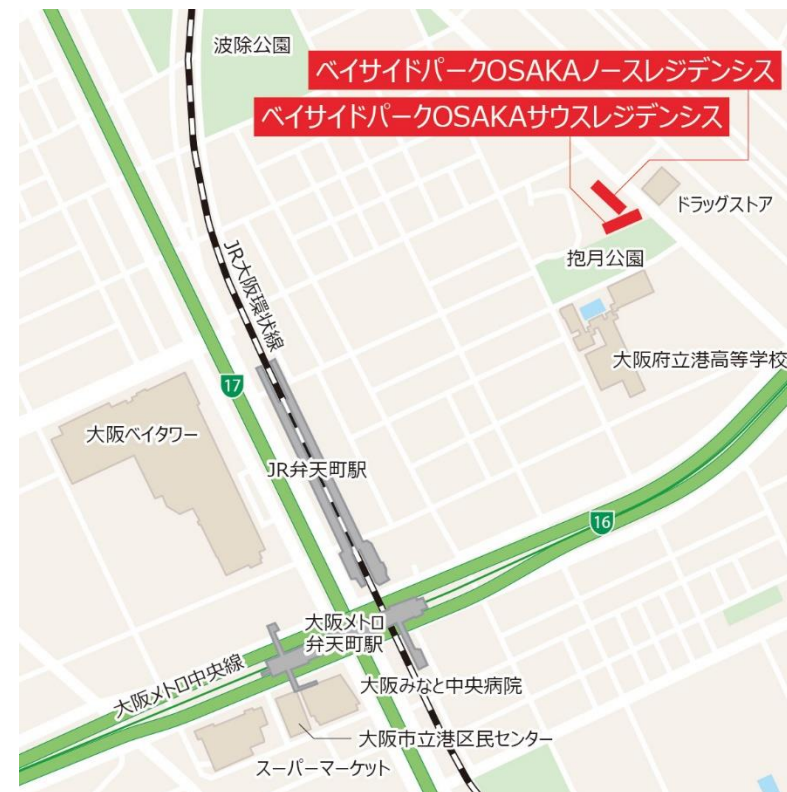 波除公園
ベイサイドパークOSAKAノースレジデンシス
ベイサイドパークOSAKAサウスレジデンシス
ドラッグストア
抱月公園
JR大阪環状線
大阪府立港高等学校
17
大阪ベイタワー
JR弁天町駅
16
大阪メトロ
弁天町駅
大阪メトロ中央線
大阪みなと中央病院
大阪市立港区民センター
スーパーマーケット